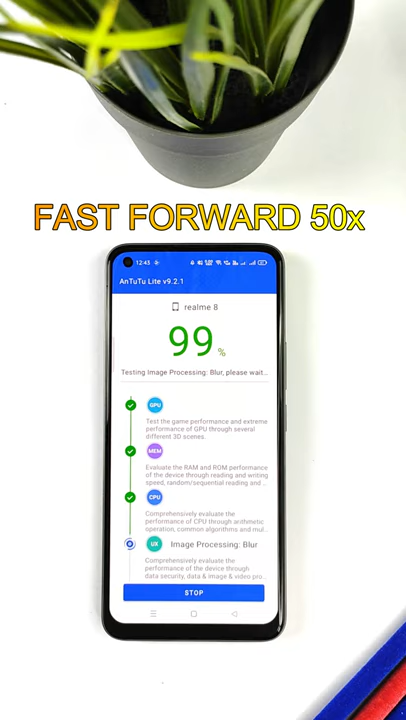 FAST FORWARD 50x
12:43
AnTuTu Lite v9.2.1
realme 8
99%
Testing Image Processing: Blur, please wait...
GPU
Test the game performance and extreme
performance of GPU through several
different 3D scenes.
MEM
Evaluate the RAM and ROM performance
of the device through reading and writing
speed, random/sequential reading and ...
CPU
Comprehensively evaluate the
performance of CPU through arithmetic
operation, common algorithms and mul...
UX Image Processing: Blur
Comprehensively evaluate the
performance of the device through
data security, data & image & video pro...
STOP